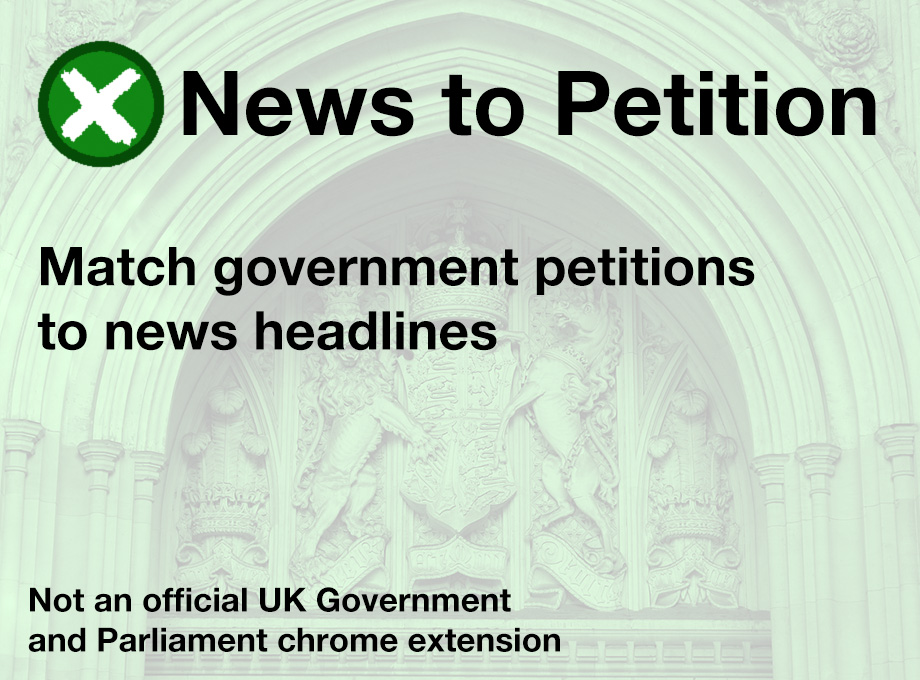 News to Petition
Match government petitions
to news headlines
Not an official UK Government
and Parliament chrome extension